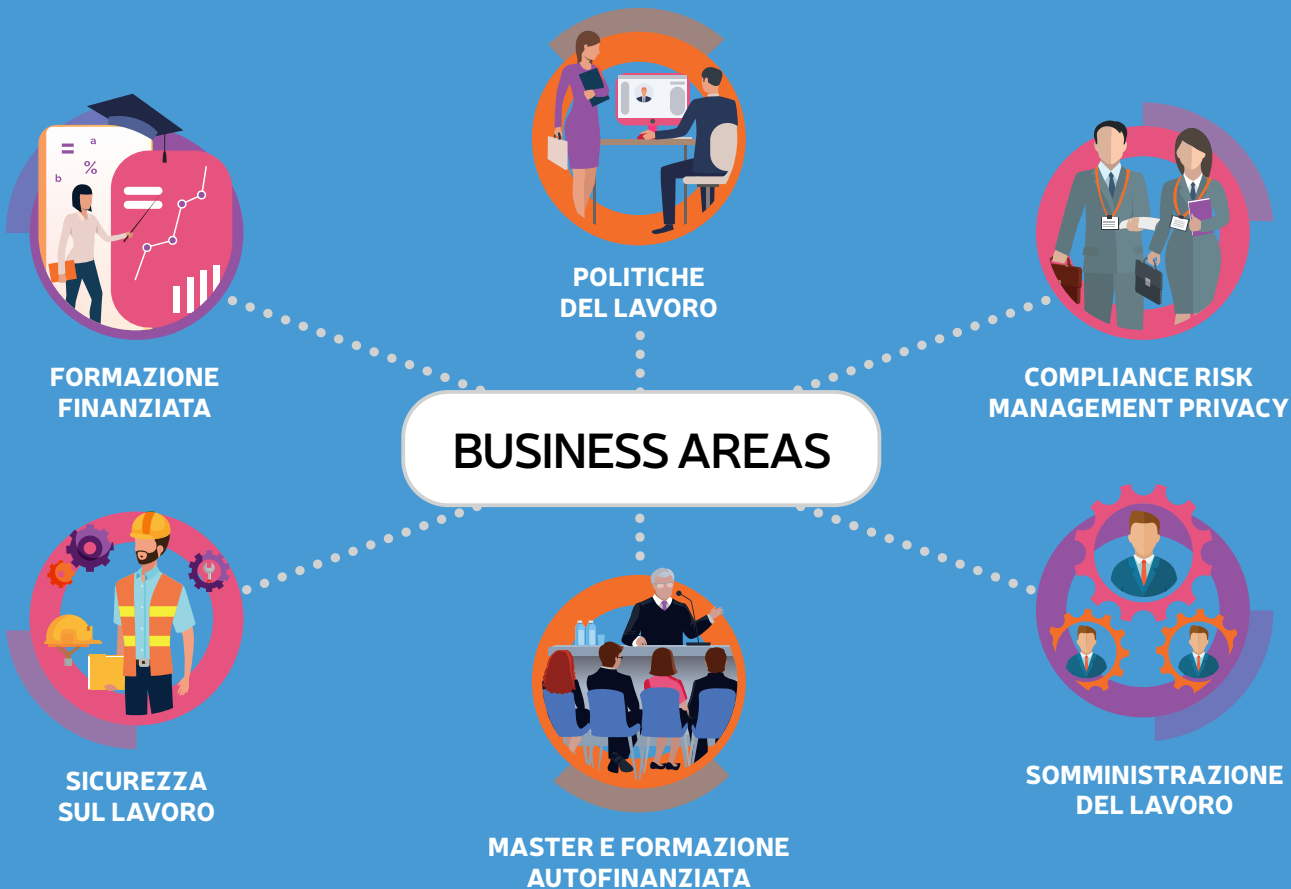 POLITICHE
DEL LAVORO
=
a
%
b
FORMAZIONE
FINANZIATA
COMPLIANCE RISK
MANAGEMENT PRIVACY
BUSINESS AREAS
SICUREZZA
SUL LAVORO
SOMMINISTRAZIONE
DEL LAVORO
MASTER E FORMAZIONE
AUTOFINANZIATA